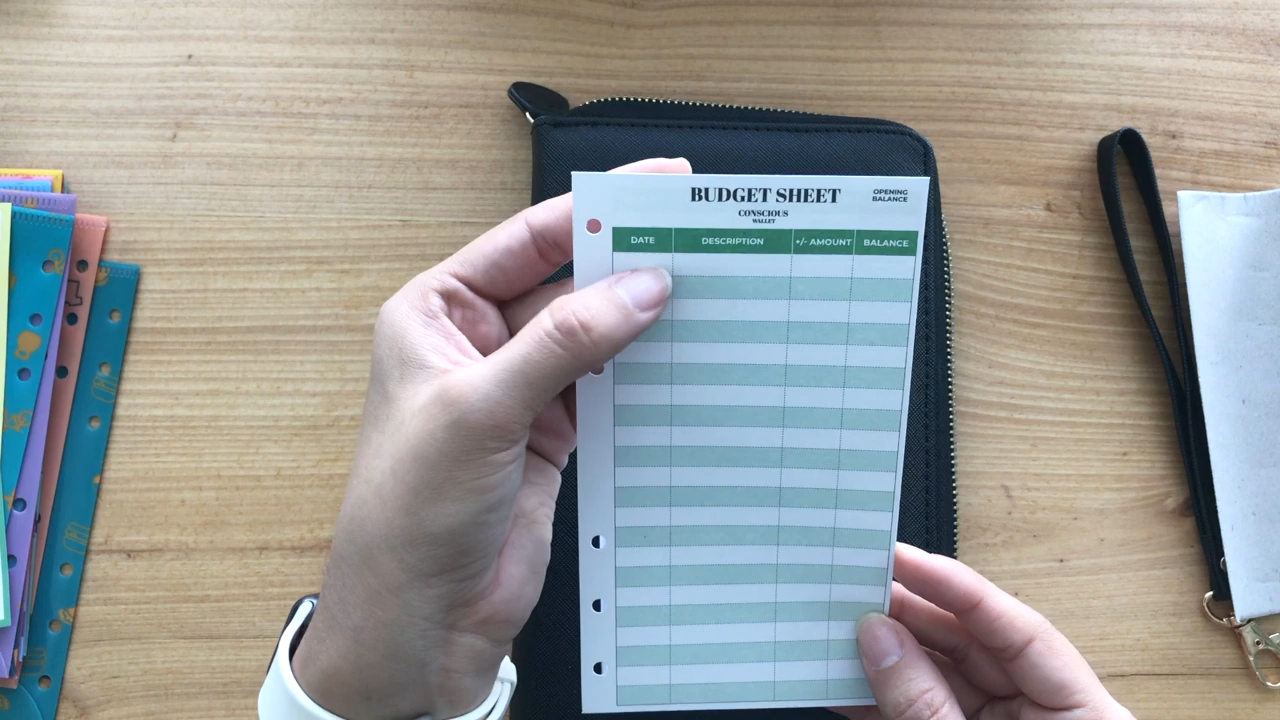 BUDGET SHEET
CONSCIOUS
WALLET
OPENING
BALANCE
DATE DESCRIPTION +/- AMOUNT BALANCE